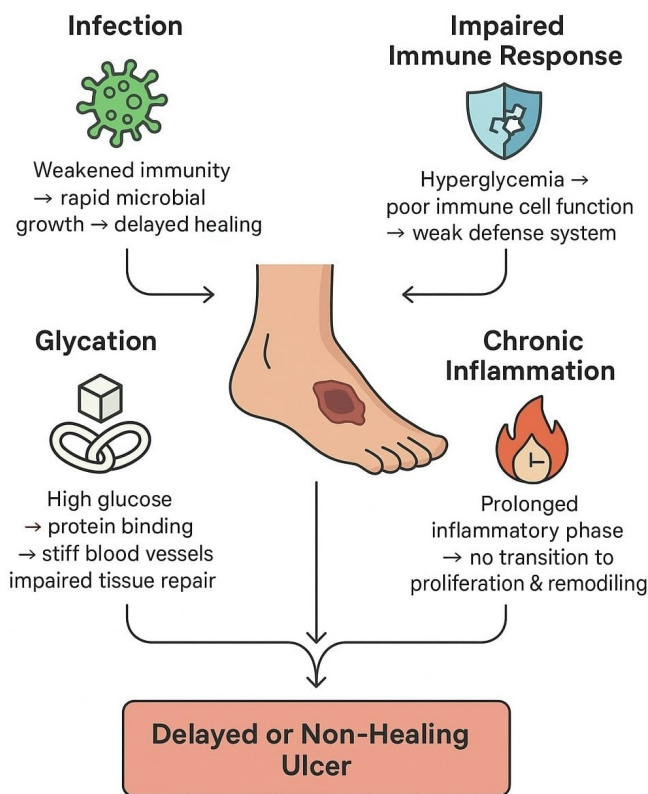 Infection
Weakened immunity
→ rapid microbial
growth → delayed healing
Impaired
Immune Response
Hyperglycemia →
poor immune cell function
→ weak defense system
Glycation
High glucose
→ protein binding
→ stiff blood vessels
impaired tissue repair
Chronic
Inflammation
Prolonged
inflammatory phase
→ no transition to
proliferation & remodiling
Delayed or Non-Healing
Ulcer